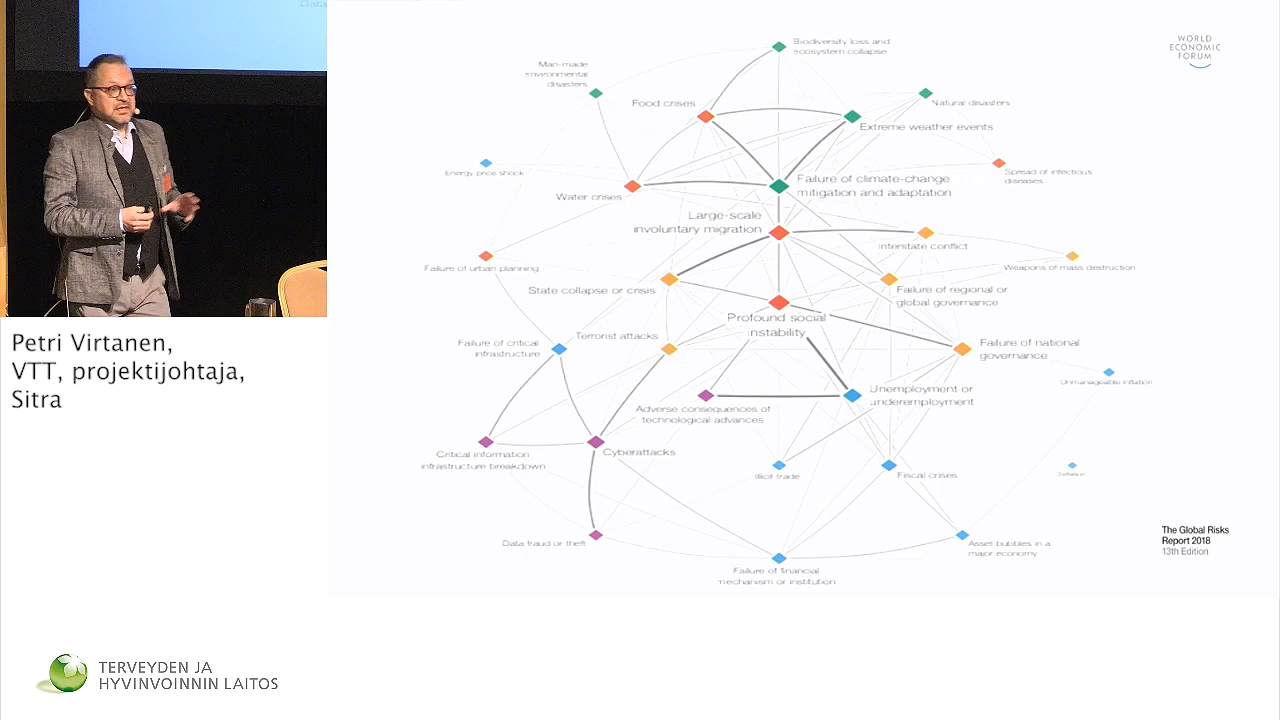 Data
Petri Virtanen,
VTT, projektijohtaja,
Sitra
TERVEYDEN JA
HYVINVOINNIN LAITOS
WORLD
ECONOMIC
FORUM
Biodiversity loss and
ecosystem collapse
Man-made
environmental
disasters
Food crises
Natural disasters
Extreme weather events
Energy price shock
Spread of infectious
diseases
Water crises
Failure of climate-change
mitigation and adaptation
Large-scale
involuntary migration
Interstate conflict
Failure of urban planning
Weapons of mass destruction
State collapse or crisis
Failure of regional or
global governance
Profound social
instability
Terrorist attacks
Failure of critical
infrastructure
Failure of national
governance
Unmanageable inflation
Unemployment or
underemployment
Adverse consequences of
technological advances
Critical information
infrastructure breakdown
Cyberattacks
Illicit trade
Fiscal crises
Deflation
Data fraud or theft
Asset bubbles in a
major economy
Failure of financial
mechanism or institution
The Global Risks
Report 2018
13th Edition